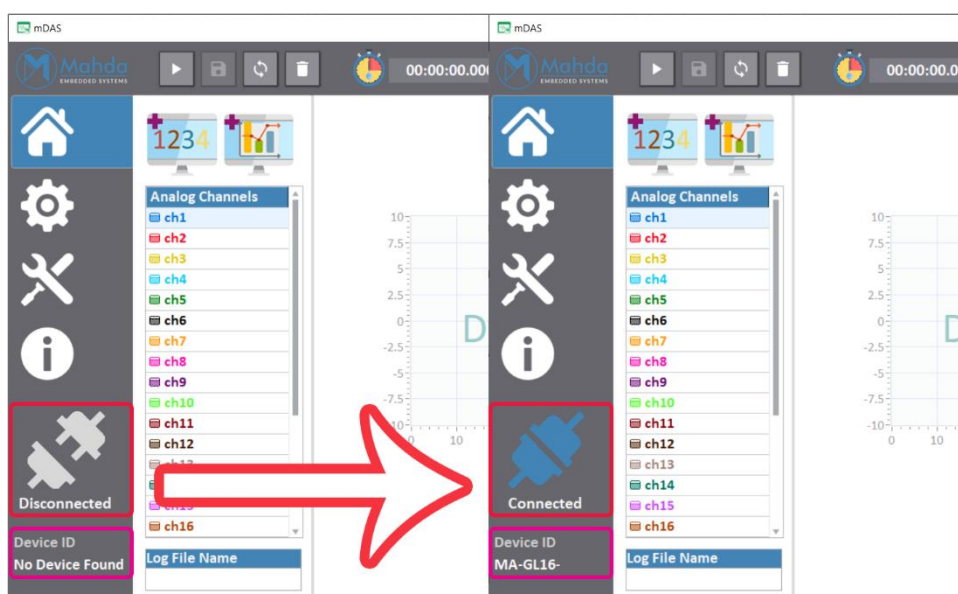 mDAS
Mahda
EMBEDDED SYSTEMS
00:00:00.00
1234
Analog Channels
ch1
ch2
ch3
ch4
ch5
ch6
ch7
ch8
ch9
ch10
ch11
ch12
ch16
Log File Name
10
7.5
5
2.5
0
-2.5
-5
-7.5
0
10
D
Disconnected
Device ID
No Device Found
mDAS
Mahda
EMBEDDED SYSTEMS
00:00:00.0
1234
Analog Channels
ch1
ch2
ch3
ch4
ch5
ch6
ch7
ch8
ch9
ch10
ch11
ch12
ch13
ch14
ch15
ch16
Log File Name
10
7.5
5
2.5
0
-2.5
-5
-7.5
-10
0
10
Connected
Device ID
MA-GL16-